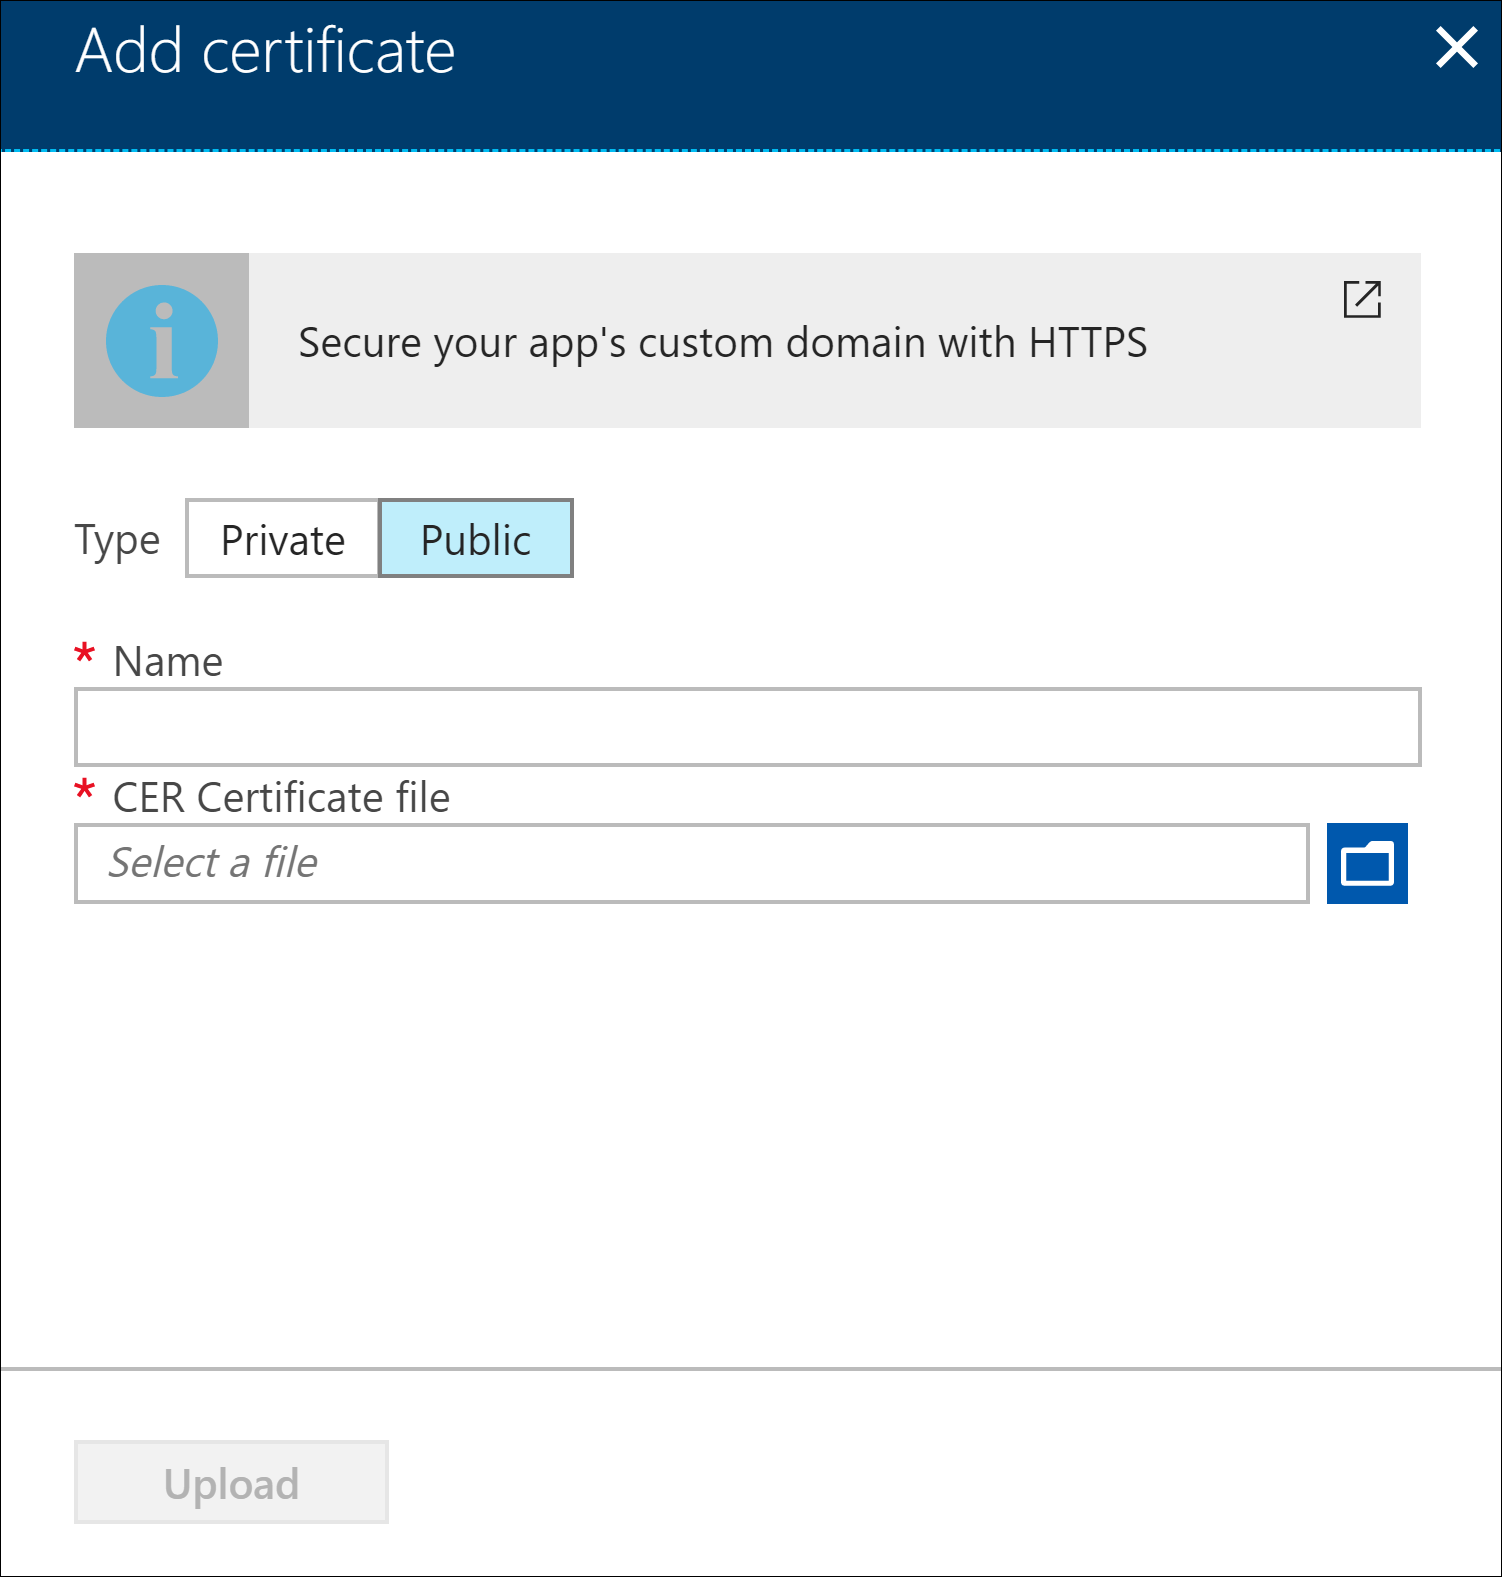 Add certificate
Secure your app's custom domain with HTTPS
Type Private Public
* Name
* CER Certificate file
Select a file
Upload